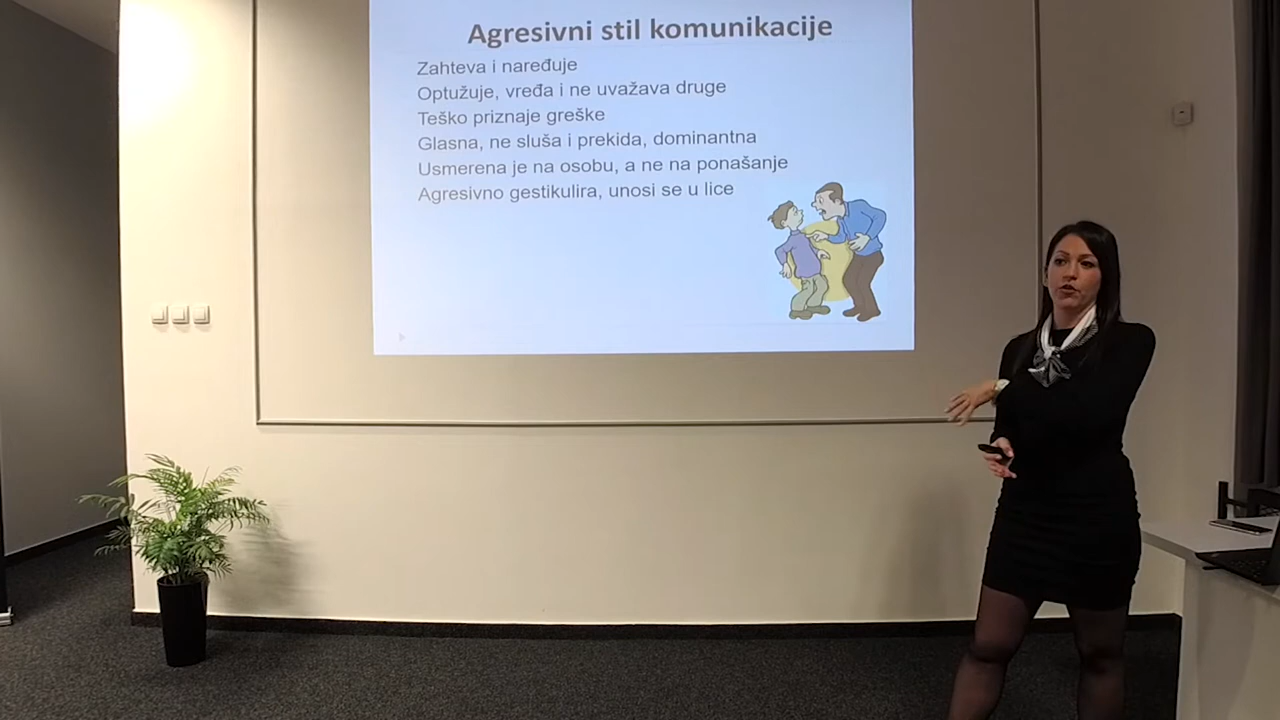 Agresivni stil komunikacije
Zahteva i naređuje
Optužuje, vređa i ne uvažava druge
Teško priznaje greške
Glasna, ne sluša i prekida, dominantna
Usmerena je na osobu, a ne na ponašanje
Agresivno gestikulira, unosi se u lice